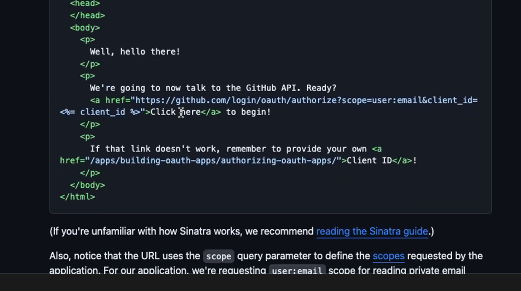 <head>
</head>
<body>
<p>
Well, hello there!
</p>
<p>
We're going to now talk to the GitHub API. Ready?
<a href="https://github.com/login/oauth/authorize?scope=user:email&client_id=
<%= client_id %>">Click here</a> to begin!
</p>
<p>
If that link doesn't work, remember to provide your own <a
href="/apps/building-oauth-apps/authorizing-oauth-apps/">Client ID</a>!
</p>
</body>
</html>
(If you're unfamiliar with how Sinatra works, we recommend reading the Sinatra guide.)
Also, notice that the URL uses the scope query parameter to define the scopes requested by the
application. For our application, we're requesting user:email scope for reading private email